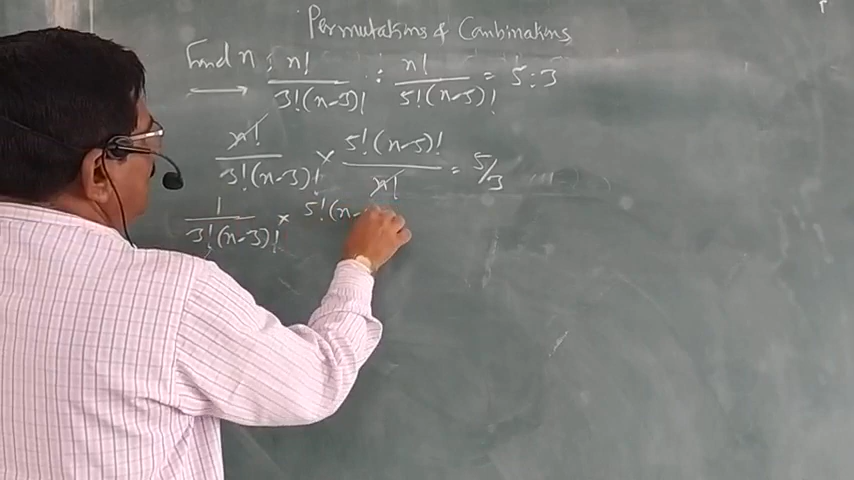 Permutations & Combinations
Find n : n!/3!(n-3)! : n!/5!(n-5)! = 5:3
n!/3!(n-3)! × 5!(n-5)!/n! = 5/3
1/3!(n-3)! × 5!(n-